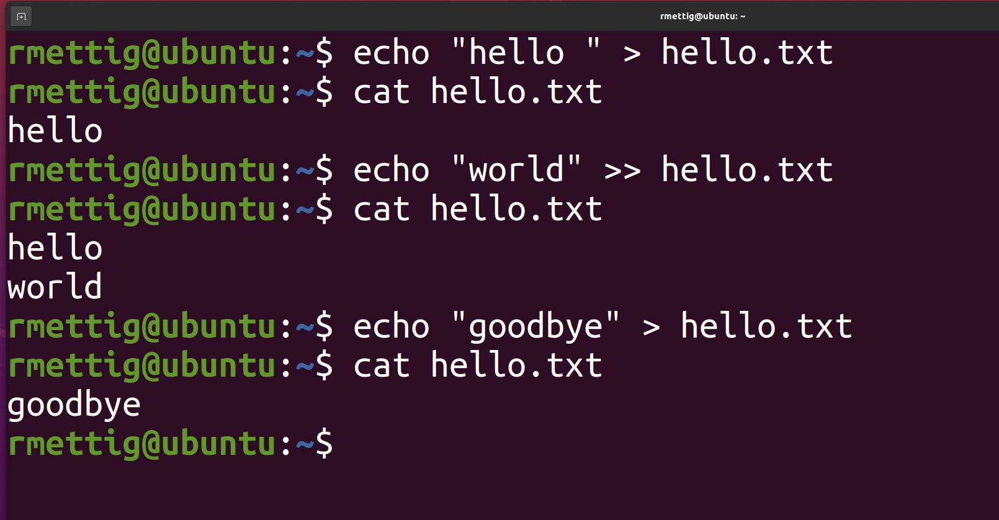 rmettig@ubuntu: ~
rmettig@ubuntu:~$ echo "hello " > hello.txt
rmettig@ubuntu:~$ cat hello.txt
hello
rmettig@ubuntu:~$ echo "world" >> hello.txt
rmettig@ubuntu:~$ cat hello.txt
hello
world
rmettig@ubuntu:~$ echo "goodbye" > hello.txt
rmettig@ubuntu:~$ cat hello.txt
goodbye
rmettig@ubuntu:~$